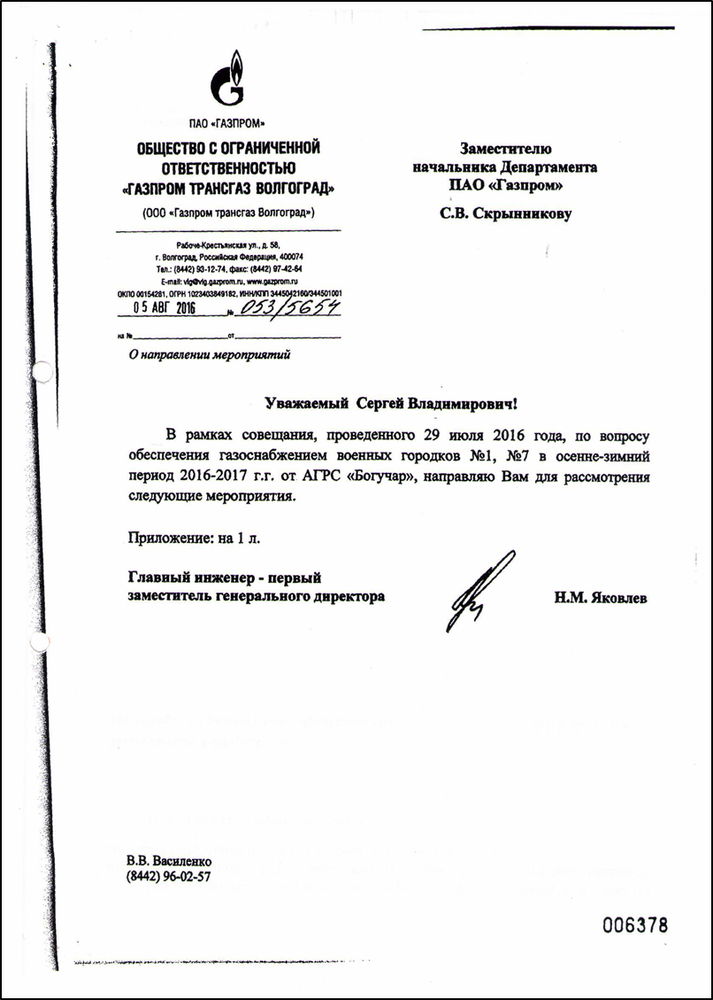 ПАО «ГАЗПРОМ»
ОБЩЕСТВО С ОГРАНИЧЕННОЙ
ОТВЕТСТВЕННОСТЬЮ
«ГАЗПРОМ ТРАНСГАЗ ВОЛГОГРАД»
(ООО «Газпром трансгаз Волгоград»)
Рабоче-Крестьянская ул., д. 58,
г. Волгоград, Российская Федерация, 400074
Тел.: (8442) 93-12-74, факс: (8442) 97-42-64
E-mail: vlg@vlg.gazprom.ru, www.gazprom.ru
ОКПО 00154281, ОГРН 1023403849182, ИНН/КПП 3445042160/344501001
05 АВГ 2016 № 053/5654
на № от
О направлении мероприятий
Заместителю
начальника Департамента
ПАО «Газпром»
С.В. Скрынникову
Уважаемый Сергей Владимирович!
В рамках совещания, проведенного 29 июля 2016 года, по вопросу
обеспечения газоснабжением военных городков №1, №7 в осенне-зимний
период 2016-2017 г.г. от АГРС «Богучар», направляю Вам для рассмотрения
следующие мероприятия.
Приложение: на 1 л.
Главный инженер - первый
заместитель генерального директора
Н.М. Яковлев
В.В. Василенко
(8442) 96-02-57
006378